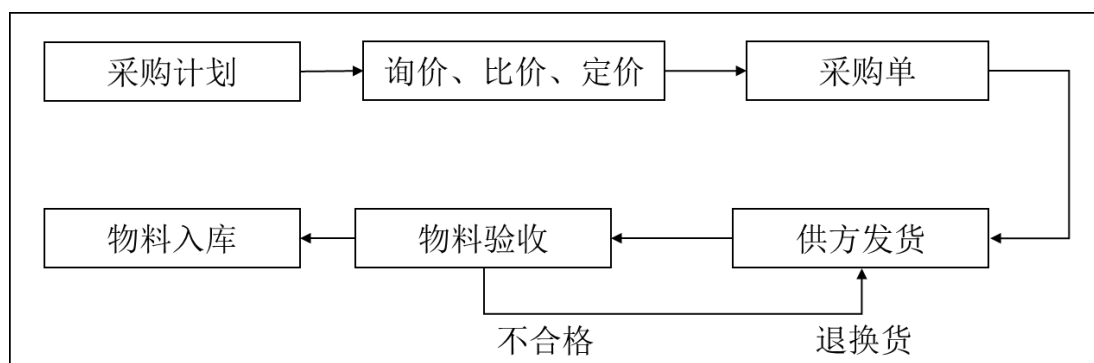 采购计划
询价、比价、定价
采购单
物料入库
物料验收
供方发货
不合格
退换货